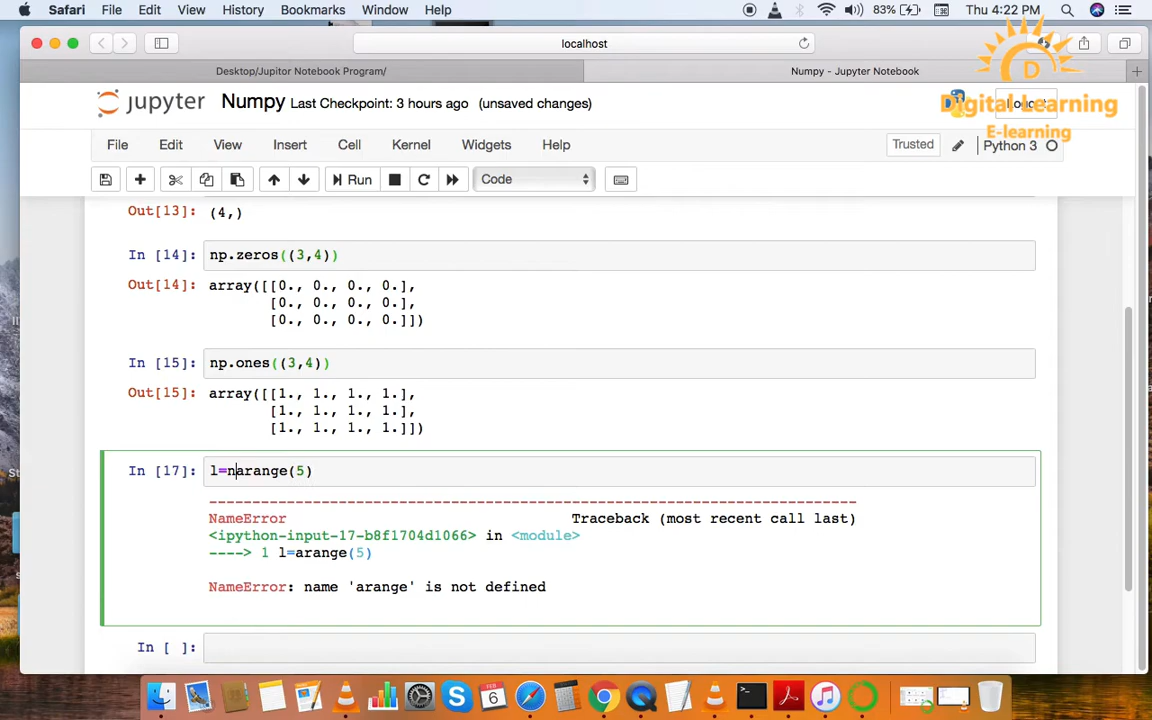 Safari File Edit View History Bookmarks Window Help 83% Thu 4:22 PM
localhost
Desktop/Jupitor Notebook Program/ Numpy - Jupyter Notebook
D
jupyter Numpy Last Checkpoint: 3 hours ago (unsaved changes)
Digital Learning
E-learning
File Edit View Insert Cell Kernel Widgets Help Trusted Python 3
Run Code
Out[13]: (4,)
In [14]: np.zeros((3,4))
Out[14]: array([[0., 0., 0., 0.],
[0., 0., 0., 0.],
[0., 0., 0., 0.]])
In [15]: np.ones((3,4))
Out[15]: array([[1., 1., 1., 1.],
[1., 1., 1., 1.],
[1., 1., 1., 1.]])
In [17]: l=narange(5)
---------------------------------------------------------------------------
NameError Traceback (most recent call last)
<ipython-input-17-b8f1704d1066> in <module>
----> 1 l=arange(5)
NameError: name 'arange' is not defined
In [ ]:
FEB
6